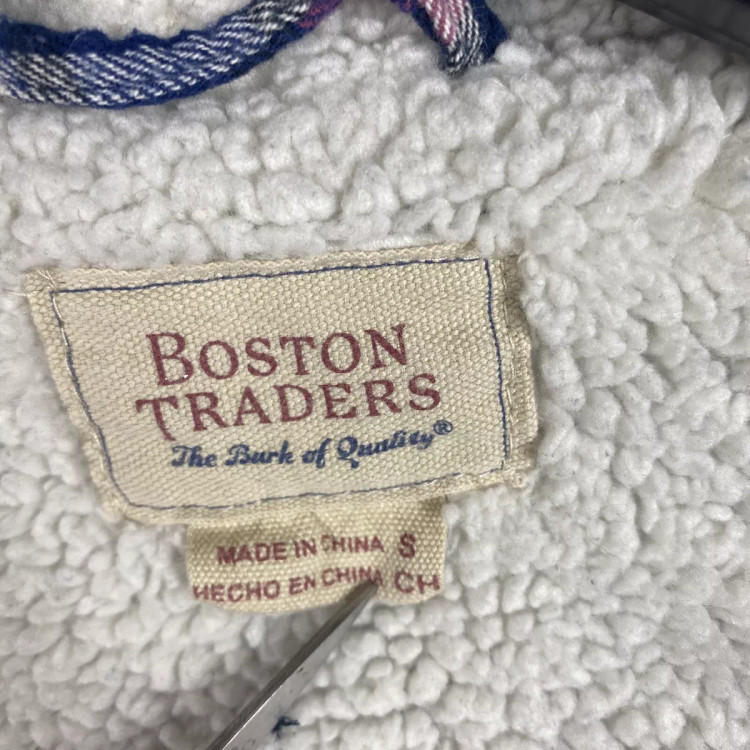 BOSTON
TRADERS
The Bark of Quality®
MADE IN CHINA S
HECHO EN CHINA CH